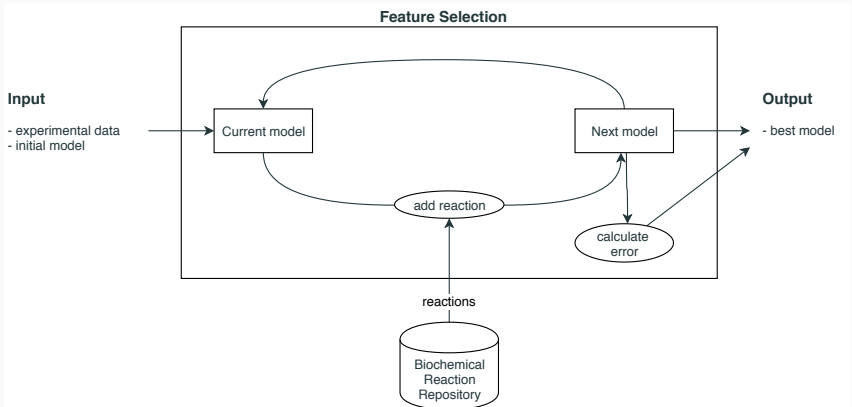 Feature Selection
Input
- experimental data
- initial model
Current model
Next model
Output
- best model
add reaction
calculate
error
reactions
Biochemical
Reaction
Repository